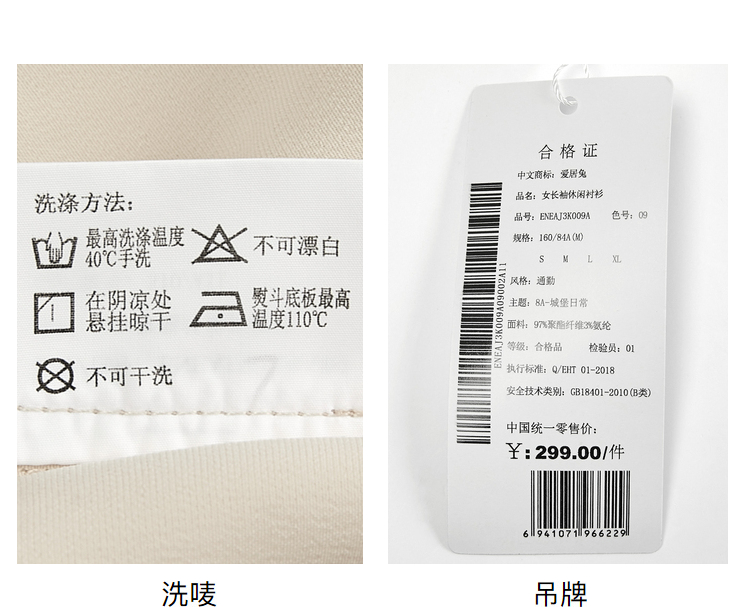 洗涤方法：
最高洗涤温度
40℃手洗
不可漂白
在阴凉处
悬挂晾干
熨斗底板最高
温度110℃
不可干洗
洗唛
合格证
中文商标：爱居兔
品名：女长袖休闲衬衫
品号：ENEAJ3K009A 色号：09
规格：160/84A(M)
S M L XL
风格：通勤
主题：8A-城堡日常
面料：97%聚酯纤维3%氨纶
等级：合格品 检验员：01
执行标准：Q/EHT 01-2018
安全技术类别：GB18401-2010(B类)
ENEAJ3K009A09002A11
中国统一零售价：
¥:299.00/件
6 941071 966229
吊牌